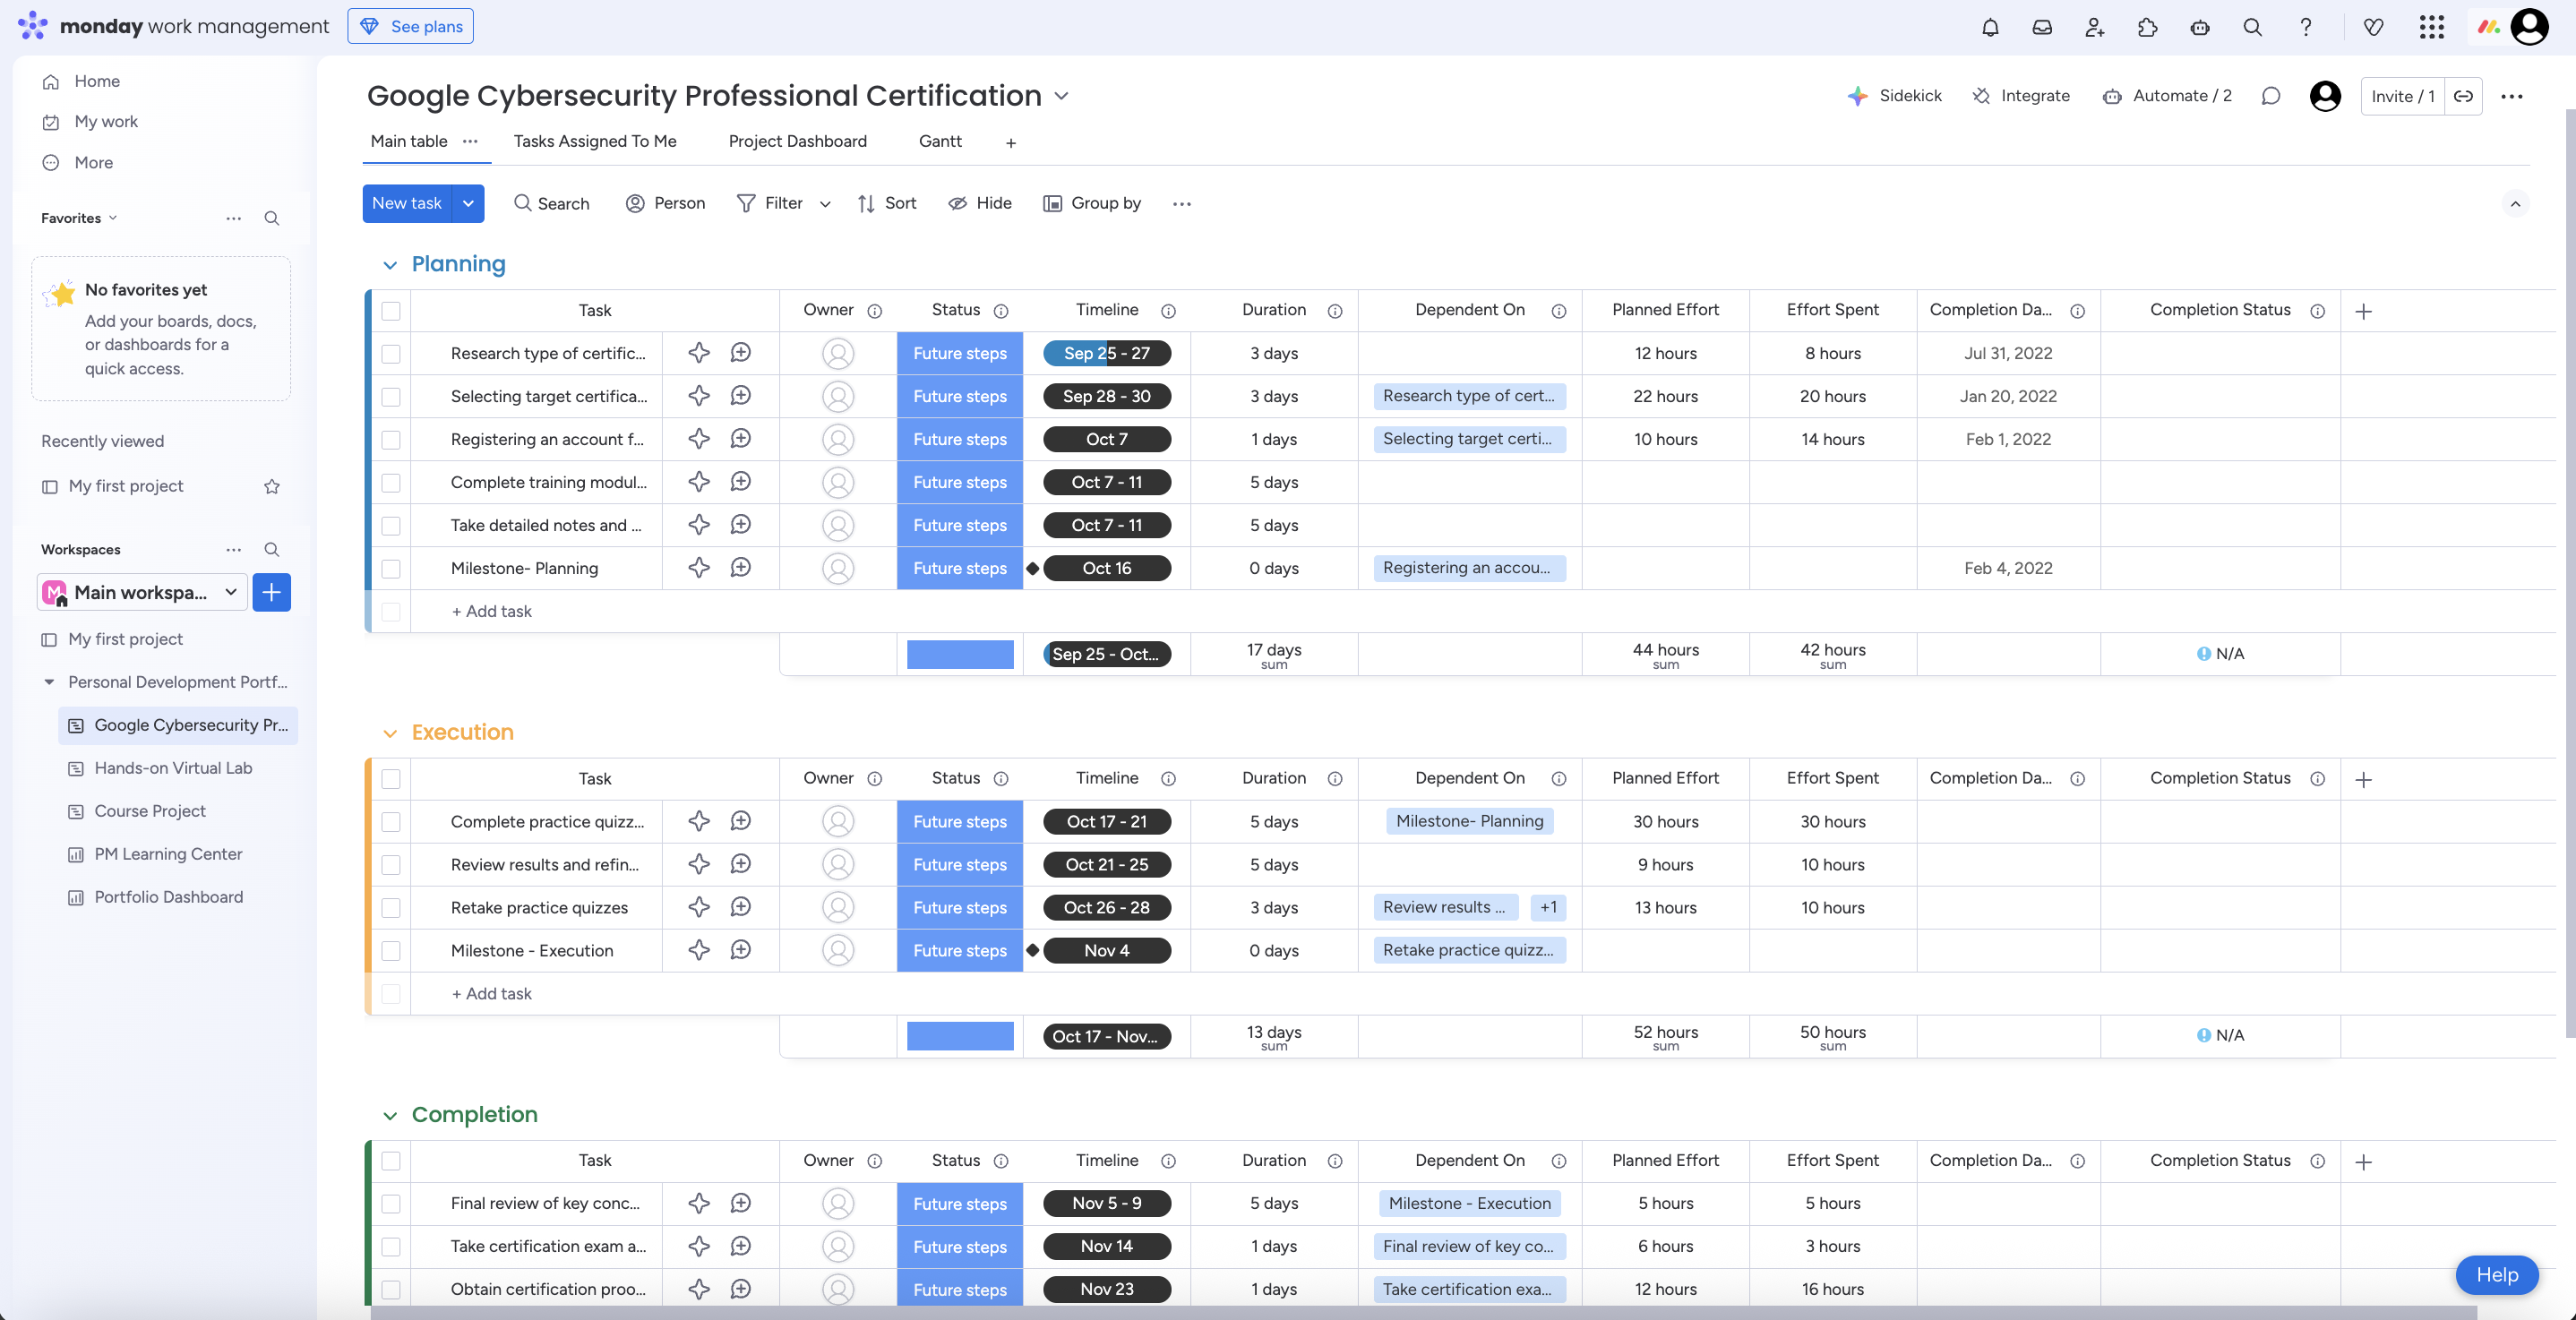 monday work management
See plans
Home
My work
More
Favorites
No favorites yet
Add your boards, docs,
or dashboards for a
quick access.
Recently viewed
My first project
Workspaces
M
Main workspa...
My first project
Personal Development Portf...
Google Cybersecurity Pr...
Hands-on Virtual Lab
Course Project
PM Learning Center
Portfolio Dashboard
Google Cybersecurity Professional Certification
Sidekick Integrate Automate / 2 Invite / 1
Main table Tasks Assigned To Me Project Dashboard Gantt
New task Search Person Filter Sort Hide Group by
Planning
Task Owner Status Timeline Duration Dependent On Planned Effort Effort Spent Completion Da... Completion Status
Research type of certific... Future steps Sep 25 - 27 3 days 12 hours 8 hours Jul 31, 2022
Selecting target certifica... Future steps Sep 28 - 30 3 days Research type of cert... 22 hours 20 hours Jan 20, 2022
Registering an account f... Future steps Oct 7 1 days Selecting target certi... 10 hours 14 hours Feb 1, 2022
Complete training modul... Future steps Oct 7 - 11 5 days
Take detailed notes and ... Future steps Oct 7 - 11 5 days
Milestone- Planning Future steps Oct 16 0 days Registering an accou... Feb 4, 2022
+ Add task
Sep 25 - Oct... 17 days 44 hours 42 hours N/A
sum sum sum
Execution
Task Owner Status Timeline Duration Dependent On Planned Effort Effort Spent Completion Da... Completion Status
Complete practice quizz... Future steps Oct 17 - 21 5 days Milestone- Planning 30 hours 30 hours
Review results and refin... Future steps Oct 21 - 25 5 days 9 hours 10 hours
Retake practice quizzes Future steps Oct 26 - 28 3 days Review results ... +1 13 hours 10 hours
Milestone - Execution Future steps Nov 4 0 days Retake practice quizz...
+ Add task
Oct 17 - Nov... 13 days 52 hours 50 hours N/A
sum sum sum
Completion
Task Owner Status Timeline Duration Dependent On Planned Effort Effort Spent Completion Da... Completion Status
Final review of key conc... Future steps Nov 5 - 9 5 days Milestone - Execution 5 hours 5 hours
Take certification exam a... Future steps Nov 14 1 days Final review of key co... 6 hours 3 hours
Obtain certification proo... Future steps Nov 23 1 days Take certification exa... 12 hours 16 hours
Help